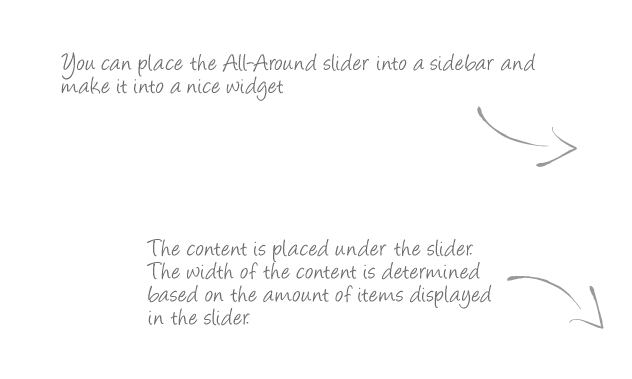 You can place the All-Around slider into a sidebar and
make it into a nice widget
The content is placed under the slider.
The width of the content is determined
based on the amount of items displayed
in the slider.